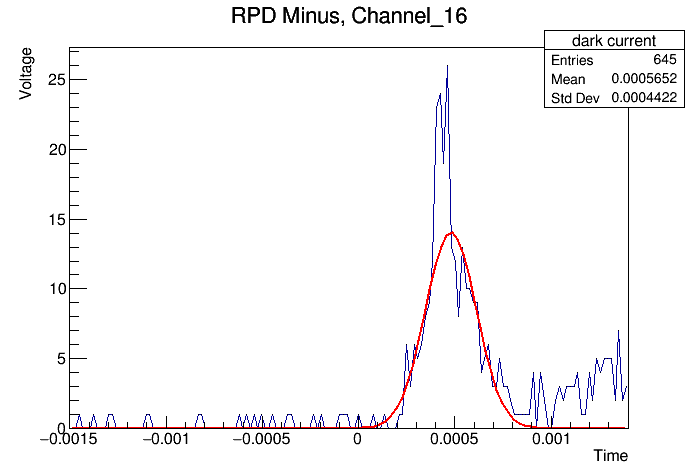 RPD Minus, Channel_16
dark current
Entries 645
Mean 0.0005652
Std Dev 0.0004422
Voltage
25
20
15
10
5
0
−0.0015 −0.001 −0.0005 0 0.0005 0.001
Time